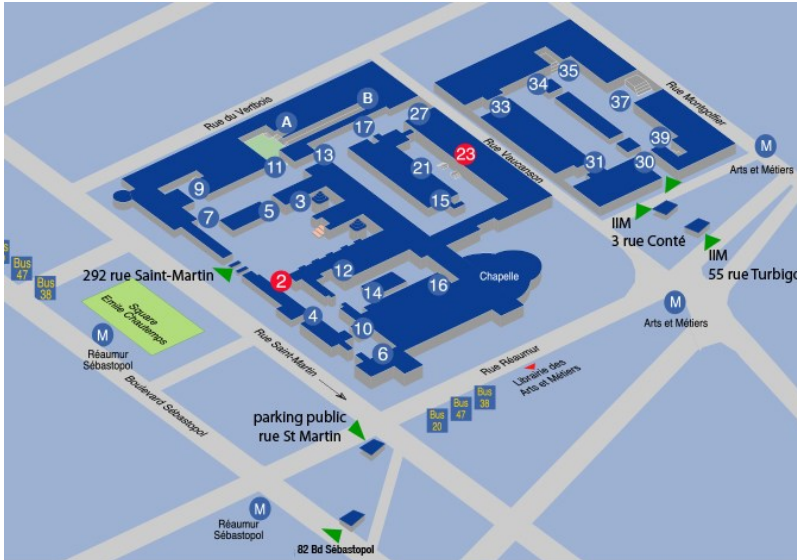 Rue du Vertbois
A
B
17
27
11
13
9
7
5
3
21
23
15
33
34
35
37
39
31
30
Rue Vaucanson
Rue Montgolfier
M
Arts et Métiers
IIM
3 rue Conté
IIM
55 rue Turbigo
Bus
47
Bus
38
292 rue Saint-Martin
2
12
14
16
4
10
6
Chapelle
Square
Emile Chautemps
M
Réaumur
Sébastopol
Rue Saint-Martin
Boulevard Sébastopol
M
Arts et Métiers
Rue Réaumur
Librairie des
Arts et Métiers
Bus
20
Bus
47
Bus
38
parking public
rue St Martin
M
Réaumur
Sébastopol
82 Bd Sébastopol